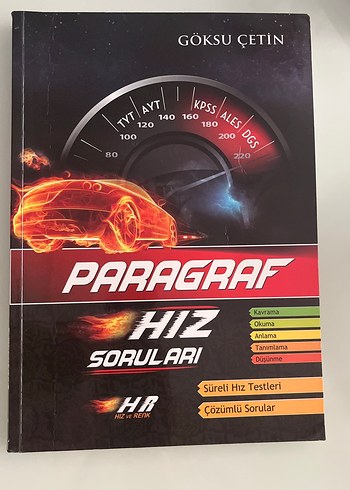 GÖKSU ÇETİN
TYT
AYT
KPSS
ALES
DGS
80
100
120
140
160
180
200
220
PARAGRAF
HIZ
SORULARI
Kavrama
Okuma
Anlama
Tanımlama
Düşünme
Süreli Hız Testleri
Çözümlü Sorular
HR
HIZ ve RENK